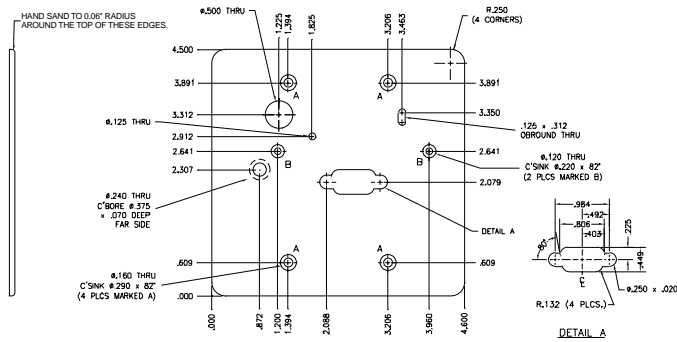 HAND SAND TO 0.06" RADIUS
AROUND THE TOP OF THESE EDGES.
ø.500 THRU
1.225
1.394
1.825
3.206
3.463
R.250
(4 CORNERS)
4.500
3.891
A
A
3.891
3.312
3.350
ø.125 THRU
2.912
.125 x .312
OBROUND THRU
2.641
B
B
2.641
ø.120 THRU
C'SINK ø.220 x 82°
(2 PLCS MARKED B)
2.307
2.079
ø.240 THRU
C'BORE ø.375
x .070 DEEP
FAR SIDE
DETAIL A
.984
.492
.806
.403
.225
.449
80°
A
A
.609
.609
ø.160 THRU
C'SINK ø.290 x 82°
(4 PLCS MARKED A)
.000
ø.250 x .020
R.132 (4 PLCS.)
.000
.872
1.200
1.394
2.088
3.206
3.960
4.600
DETAIL A